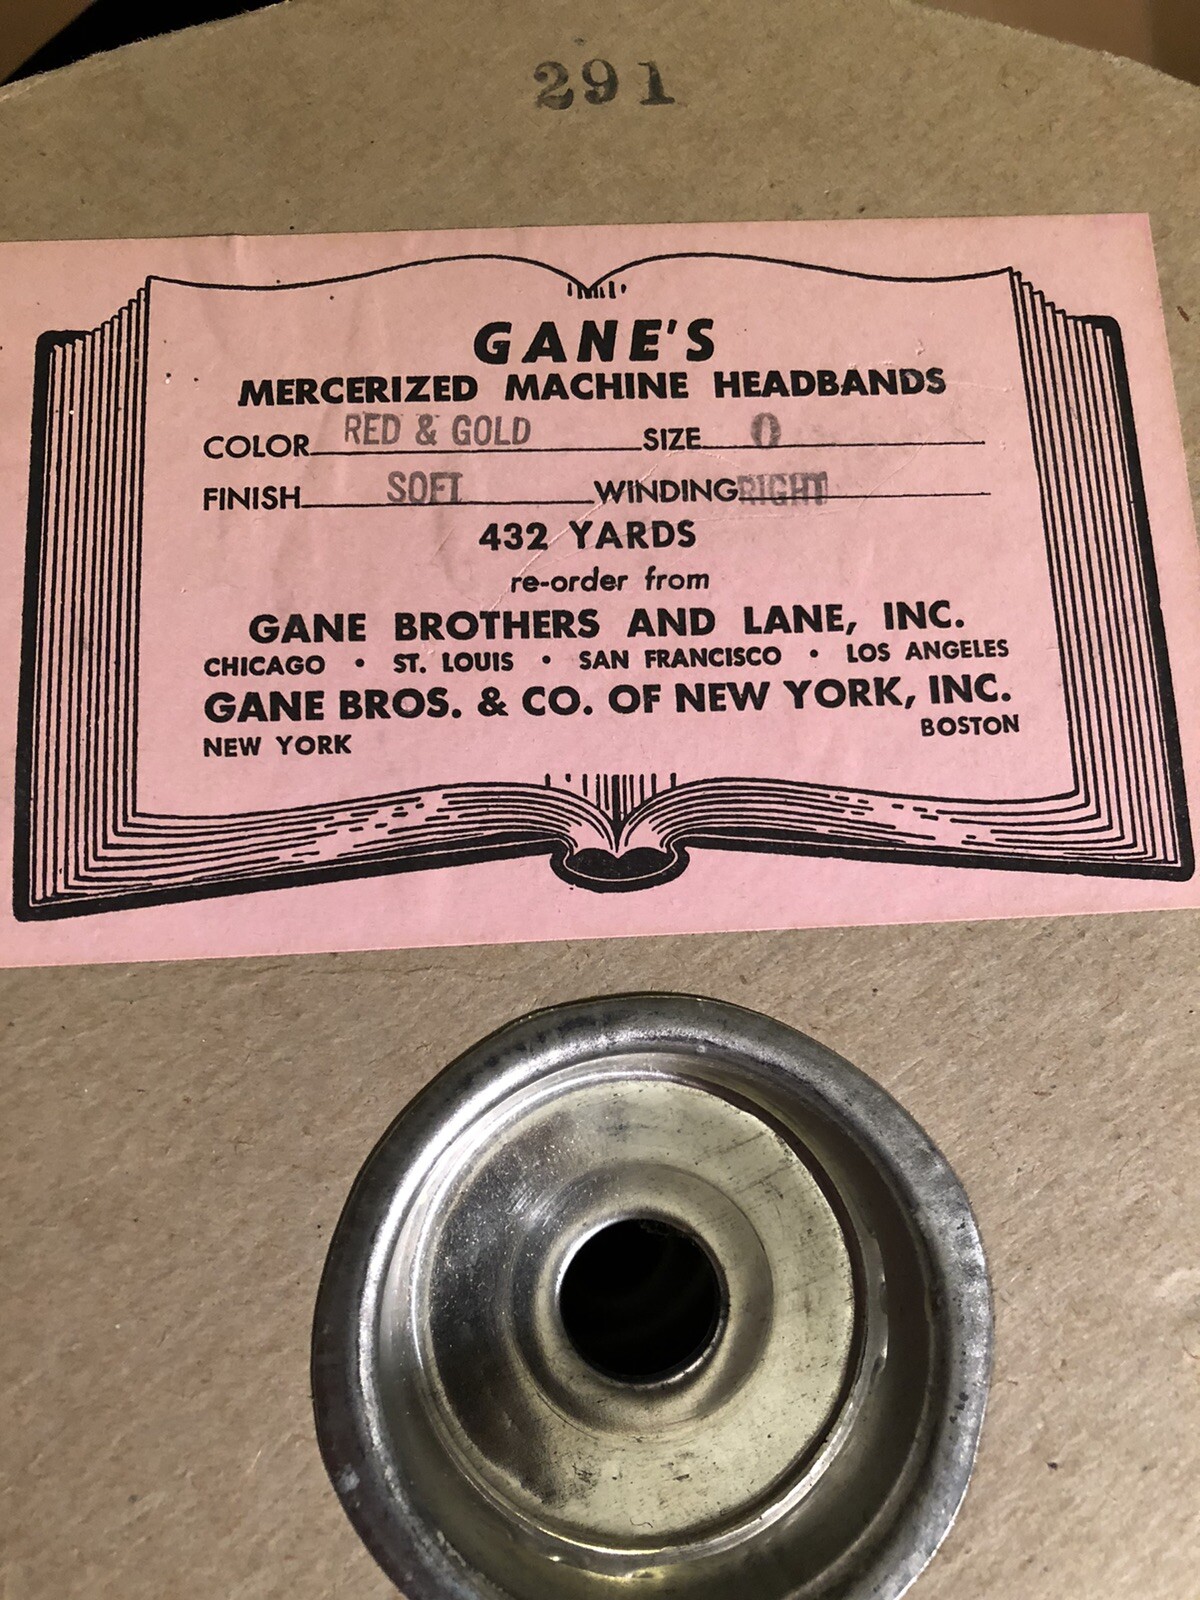 291
GANE'S
MERCERIZED MACHINE HEADBANDS
COLOR RED & GOLD SIZE 0
FINISH SOFT WINDING RIGHT
432 YARDS
re-order from
GANE BROTHERS AND LANE, INC.
CHICAGO • ST. LOUIS • SAN FRANCISCO • LOS ANGELES
GANE BROS. & CO. OF NEW YORK, INC.
NEW YORK BOSTON